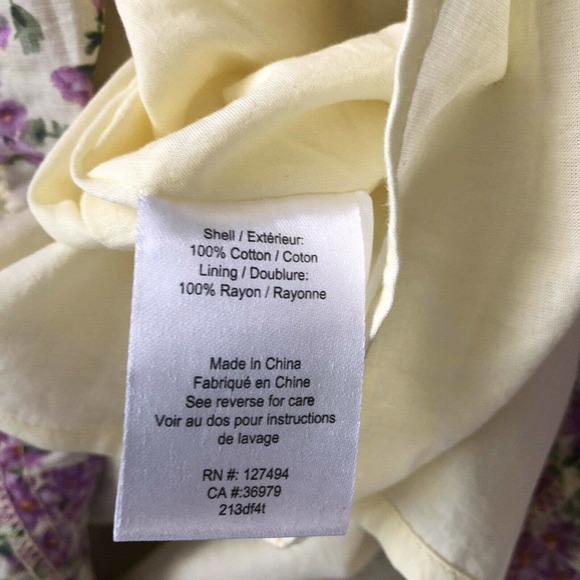 Shell / Extérieur:
100% Cotton / Coton
Lining / Doublure:
100% Rayon / Rayonne
Made in China
Fabriqué en Chine
See reverse for care
Voir au dos pour instructions
de lavage
RN #: 127494
CA #:36979
213df4t